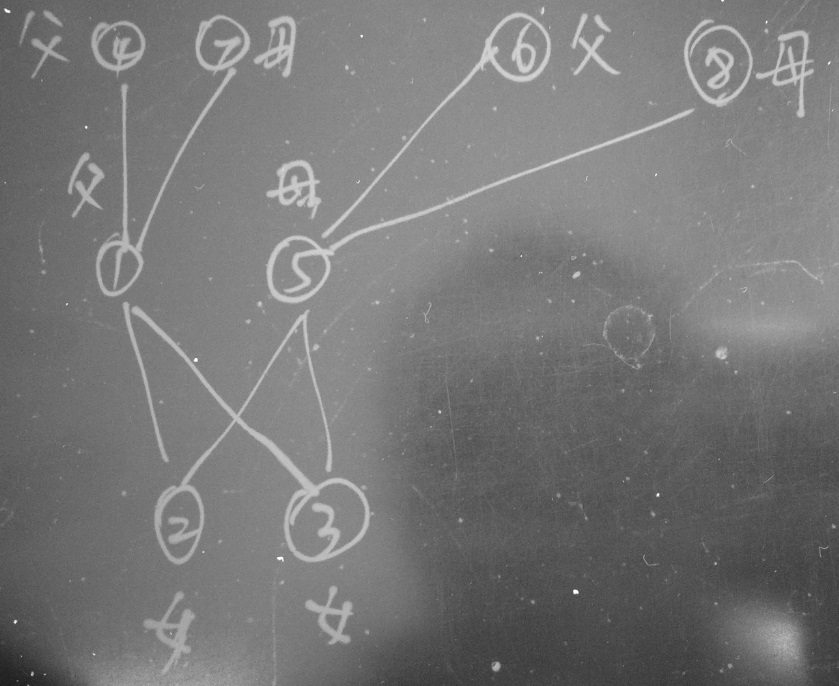 父 ④ ⑦ 母 ⑥ 父 ⑧ 母
父 母
① ⑤
② ③
女 女